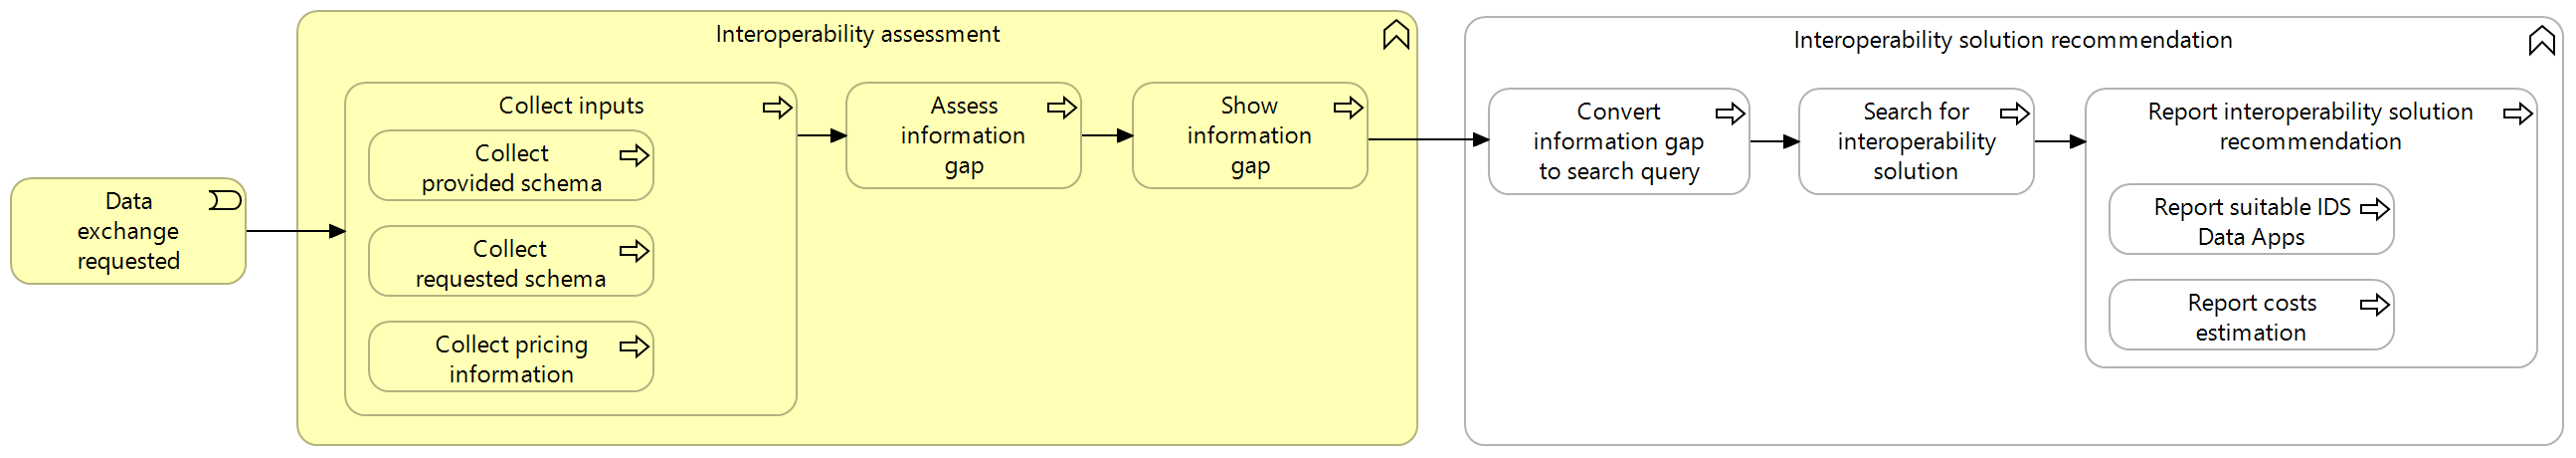 Data
exchange
requested
Interoperability assessment
Collect inputs
Collect
provided schema
Collect
requested schema
Collect pricing
information
Assess
information
gap
Show
information
gap
Interoperability solution recommendation
Convert
information gap
to search query
Search for
interoperability
solution
Report interoperability solution
recommendation
Report suitable IDS
Data Apps
Report costs
estimation